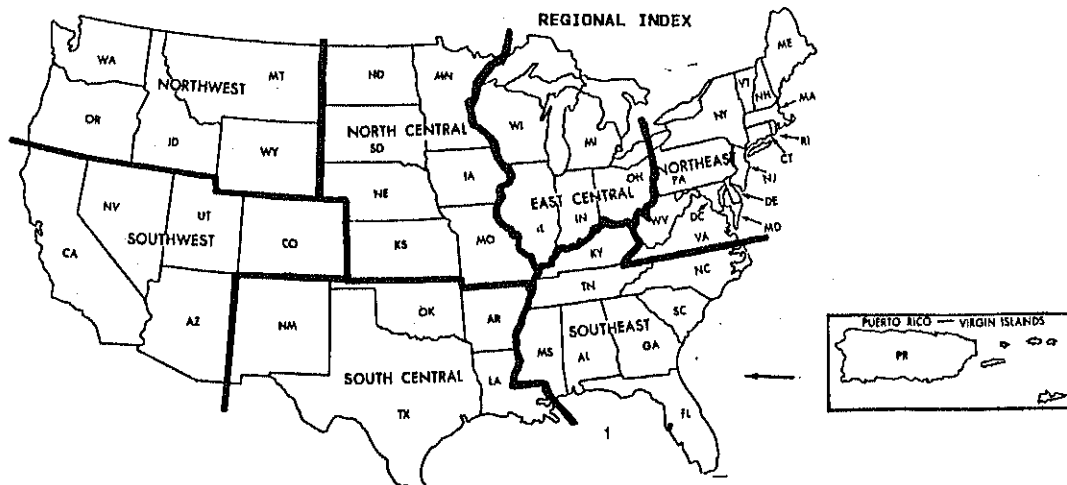 REGIONAL INDEX
WA
MT
ND
MN
ME
NORTHWEST
VT
NH
MA
OR
ID
WY
NORTH CENTRAL
SD
WI
MI
NY
RI
CT
IA
OH
NORTHEAST
PA
NJ
NE
EAST CENTRAL
DE
NV
UT
SOUTHWEST
CO
KS
MO
IL
IN
WV
DC
MD
VA
CA
KY
NC
TN
AZ
NM
OK
AR
SOUTHEAST
SC
MS
AL
GA
SOUTH CENTRAL
LA
TX
FL
1
PUERTO RICO — VIRGIN ISLANDS
PR